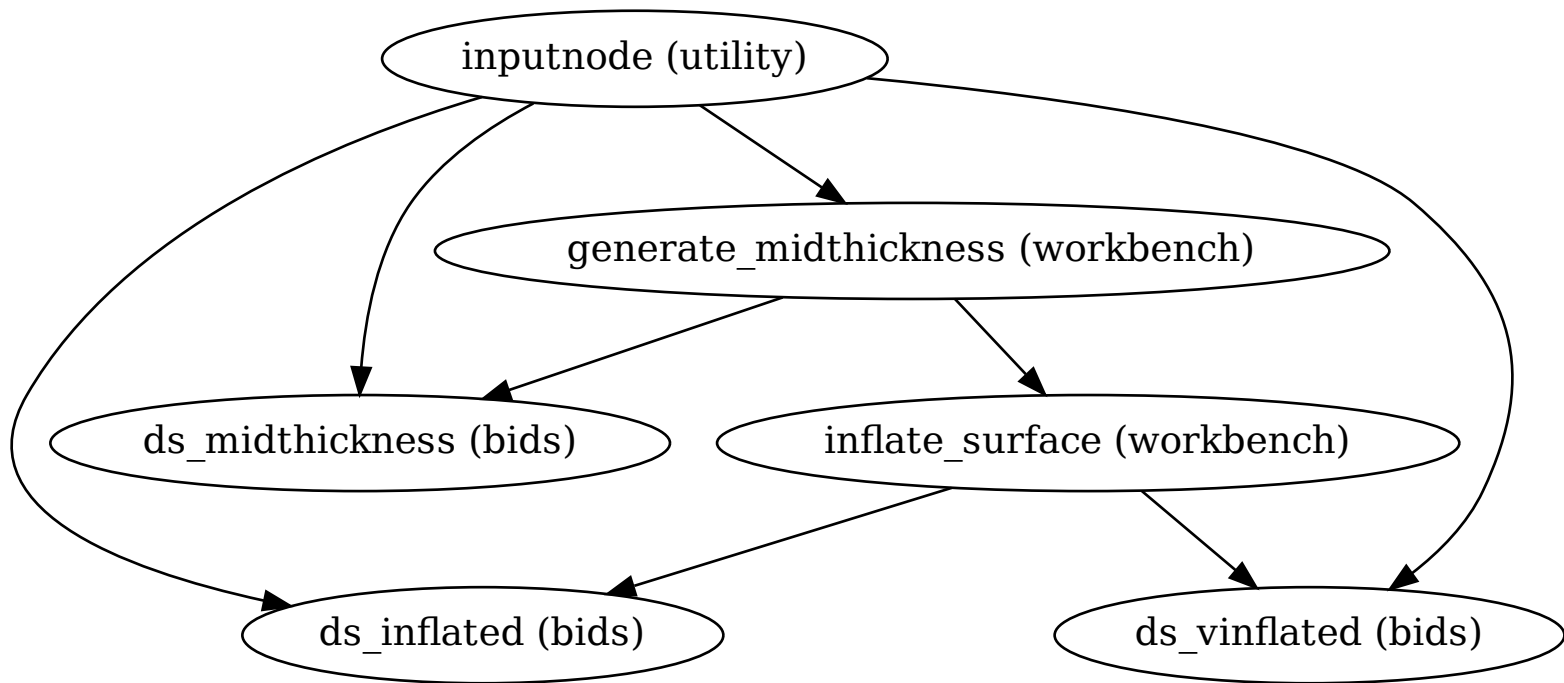 inputnode (utility)
generate_midthickness (workbench)
ds_midthickness (bids)
inflate_surface (workbench)
ds_inflated (bids)
ds_vinflated (bids)